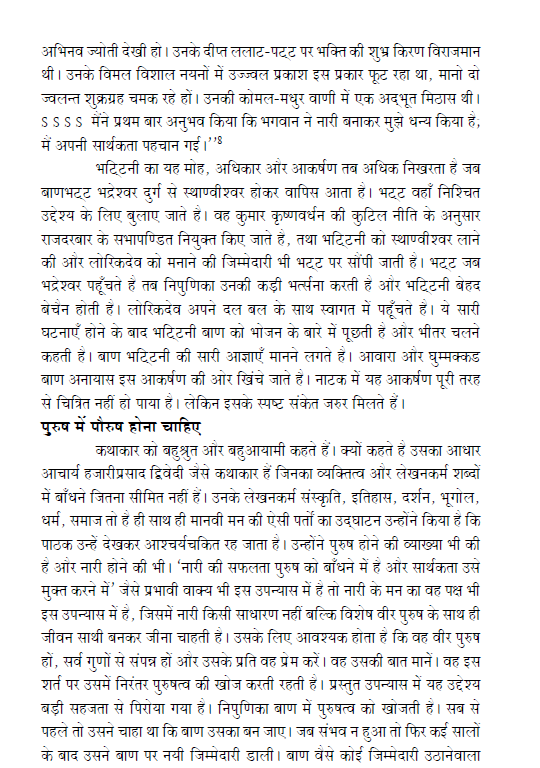 अभिनव ज्योती देखी हो। उनके दीप्त ललाट-पट्ट पर भक्ति की शुभ्र किरण विराजमान
थी। उनके विमल विशाल नयनों में उज्ज्वल प्रकाश इस प्रकार फूट रहा था, मानो दो
ज्वलन्त शुक्रग्रह चमक रहे हों। उनकी कोमल-मधुर वाणी में एक अद्भूत मिठास थी।
ऽ ऽ ऽ ऽ मैंने प्रथम बार अनुभव किया कि भगवान ने नारी बनाकर मुझे धन्य किया है;
मैं अपनी सार्थकता पहचान गई।’’⁸
भट्टिनी का यह मोह, अधिकार और आकर्षण तब अधिक निखरता है जब
बाणभट्ट भद्रेश्वर दुर्ग से स्थाण्वीश्वर होकर वापिस आता है। भट्ट वहाँ निश्चित
उद्देश्य के लिए बुलाए जाते है। वह कुमार कृष्णवर्धन की कुटिल नीति के अनुसार
राजदरबार के सभापण्डित नियुक्त किए जाते है, तथा भट्टिनी को स्थाण्वीश्वर लाने
की और लोरिकदेव को मनाने की जिम्मेदारी भी भट्ट पर सौंपी जाती है। भट्ट जब
भद्रेश्वर पहूँचते है तब निपुणिका उनकी कड़ी भर्त्सना करती है और भट्टिनी बेहद
बेचैन होती है। लोरिकदेव अपने दल बल के साथ स्वागत में पहूँचते है। ये सारी
घटनाएँ होने के बाद भट्टिनी बाण को भोजन के बारे में पूछती है और भीतर चलने
कहती है। बाण भट्टिनी की सारी आज्ञाएँ मानने लगते है। आवारा और घुम्मक्कड
बाण अनायास इस आकर्षण की ओर खिंचे जाते है। नाटक में यह आकर्षण पूरी तरह
से चित्रित नहीं हो पाया है। लेकिन इसके स्पष्ट संकेत जरुर मिलते हैं।
पुरुष में पौरुष होना चाहिए
कथाकार को बहुश्रुत और बहुआयामी कहते हैं। क्यों कहते है उसका आधार
आचार्य हजारीप्रसाद द्विवेदी जैसे कथाकार हैं जिनका व्यक्तित्व और लेखनकर्म शब्दों
में बाँधने जितना सीमित नहीं हैं। उनके लेखनकर्म संस्कृति, इतिहास, दर्शन, भूगोल,
धर्म, समाज तो है ही साथ ही मानवी मन की ऐसी पर्तो का उद्घाटन उन्होंने किया है कि
पाठक उन्हें देखकर आश्चर्यचकित रह जाता है। उन्होंने पुरुष होने की व्याख्या भी की
है और नारी होने की भी। ‘नारी की सफलता पुरुष को बाँधने में है और सार्थकता उसे
मुक्त करने में’ जैसे प्रभावी वाक्य भी इस उपन्यास में है तो नारी के मन का वह पक्ष भी
इस उपन्यास में है, जिसमें नारी किसी साधारण नहीं बल्कि विशेष वीर पुरुष के साथ ही
जीवन साथी बनकर जीना चाहती है। उसके लिए आवश्यक होता है कि वह वीर पुरुष
हों, सर्व गुणों से संपन्न हों और उसके प्रति वह प्रेम करें। वह उसकी बात मानें। वह इस
शर्त पर उसमें निरंतर पुरुषत्व की खोज करती रहती है। प्रस्तुत उपन्यास में यह उद्देश्य
बड़ी सहजता से पिरोया गया है। निपुणिका बाण में पुरुषत्व को खोजती है। सब से
पहले तो उसने चाहा था कि बाण उसका बन जाए। जब संभव न हुआ तो फिर कई सालों
के बाद उसने बाण पर नयी जिम्मेदारी डाली। बाण वैसे कोई जिम्मेदारी उठानेवाला